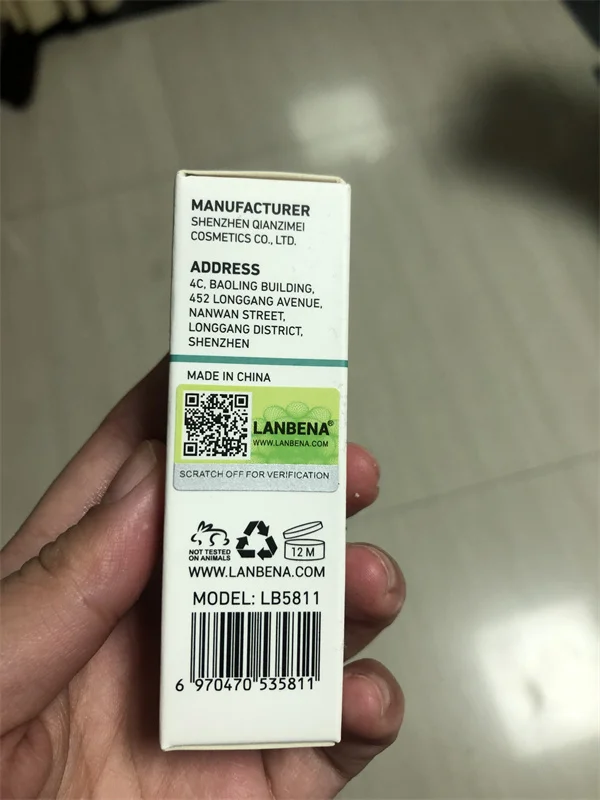 MANUFACTURER
SHENZHEN QIANZIMEI
COSMETICS CO., LTD.
ADDRESS
4C, BAOLING BUILDING,
452 LONGGANG AVENUE,
NANWAN STREET,
LONGGANG DISTRICT,
SHENZHEN
MADE IN CHINA
LANBENA®
WWW.LANBENA.COM
SCRATCH OFF FOR VERIFICATION
NOT TESTED
ON ANIMALS
12 M
WWW.LANBENA.COM
MODEL: LB5811
6 970470 535811